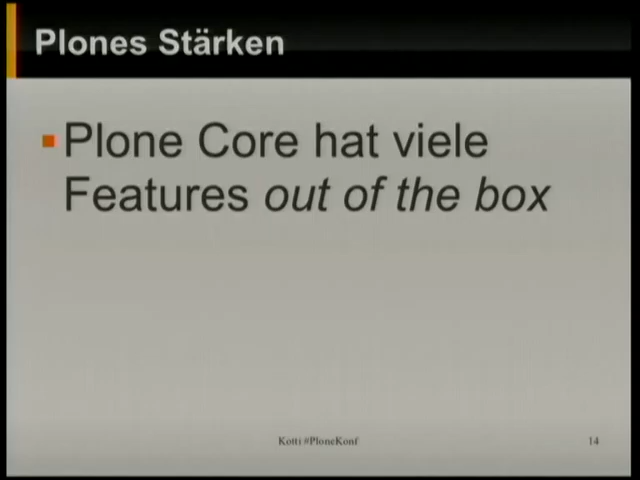 Plones Stärken
Plone Core hat viele
Features out of the box
Kotti #PloneKonf
14